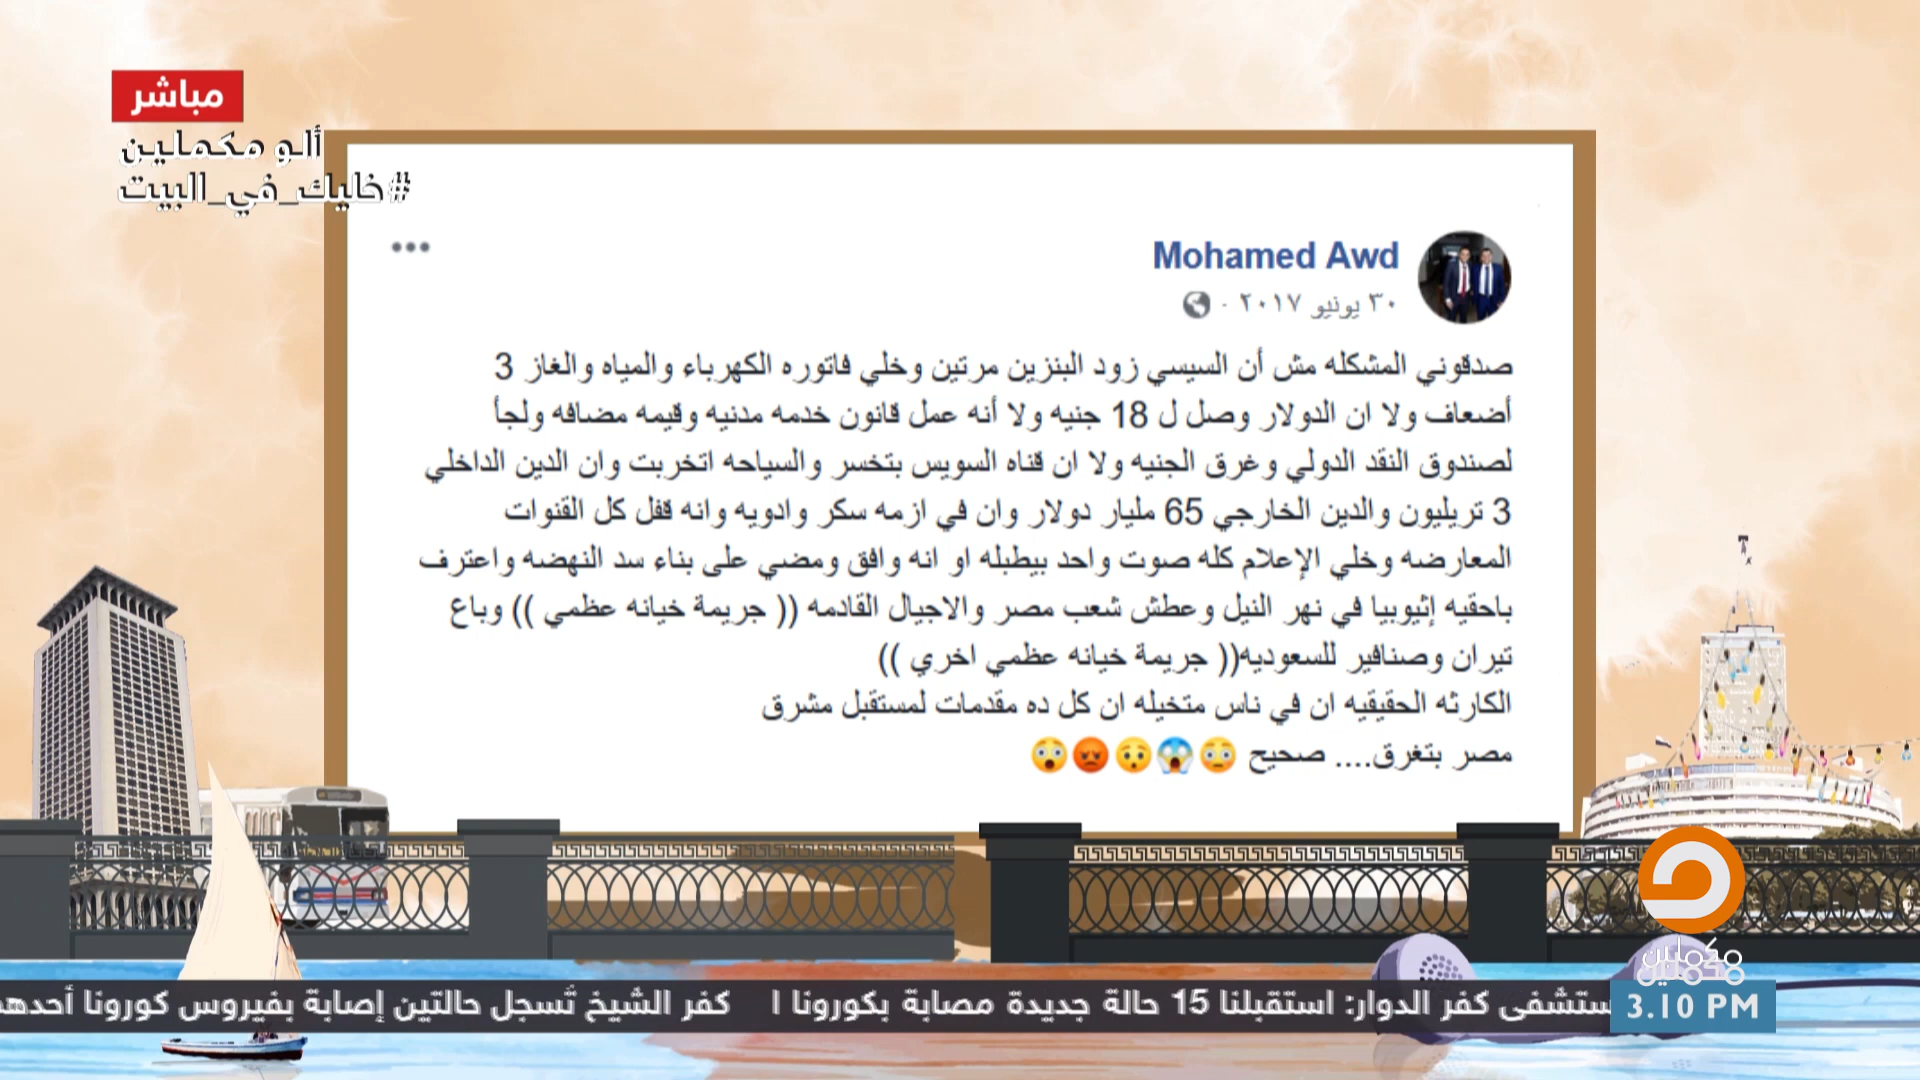 مباشر
ألو مكملين
#خليك_في_البيت
Mohamed Awd
٣٠ يونيو ٢٠١٧ ·
صدقوني المشكله مش أن السيسي زود البنزين مرتين وخلي فاتوره الكهرباء والمياه والغاز 3
أضعاف ولا ان الدولار وصل ل 18 جنيه ولا أنه عمل قانون خدمه مدنيه وقيمه مضافه ولجأ
لصندوق النقد الدولي وغرق الجنيه ولا ان قناه السويس بتخسر والسياحه اتخربت وان الدين الداخلي
3 تريليون والدين الخارجي 65 مليار دولار وان في ازمه سكر وادويه وانه قفل كل القنوات
المعارضه وخلي الإعلام كله صوت واحد بيطبله او انه وافق ومضي على بناء سد النهضه واعترف
باحقيه إثيوبيا في نهر النيل وعطش شعب مصر والاجيال القادمه (( جريمة خيانه عظمي )) وباع
تيران وصنافير للسعوديه(( جريمة خيانه عظمي اخري ))
الكارثه الحقيقيه ان في ناس متخيله ان كل ده مقدمات لمستقبل مشرق
مصر بتغرق.... صحيح 😳😱😯😡😲
مكملين
ستشفى كفر الدوار: استقبلنا 15 حالة جديدة مصابة بكورونا ا كفر الشيخ تُسجل حالتين إصابة بفيروس كورونا أحدهم
3.10 PM